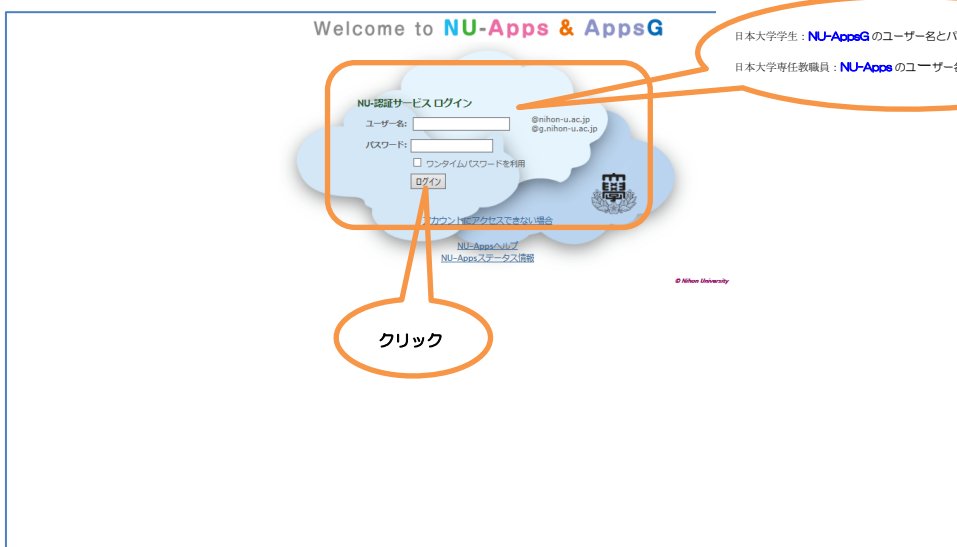 Welcome to NU-Apps & AppsG
日本大学学生：NU-AppsG のユーザー名とパ
日本大学専任教職員：NU-Apps のユーザー名
NU-認証サービス ログイン
ユーザー名:
@nihon-u.ac.jp
@g.nihon-u.ac.jp
パスワード:
ワンタイムパスワードを利用
ログイン
アカウントにアクセスできない場合
NU-Appsヘルプ
NU-Appsステータス情報
© Nihon University
クリック